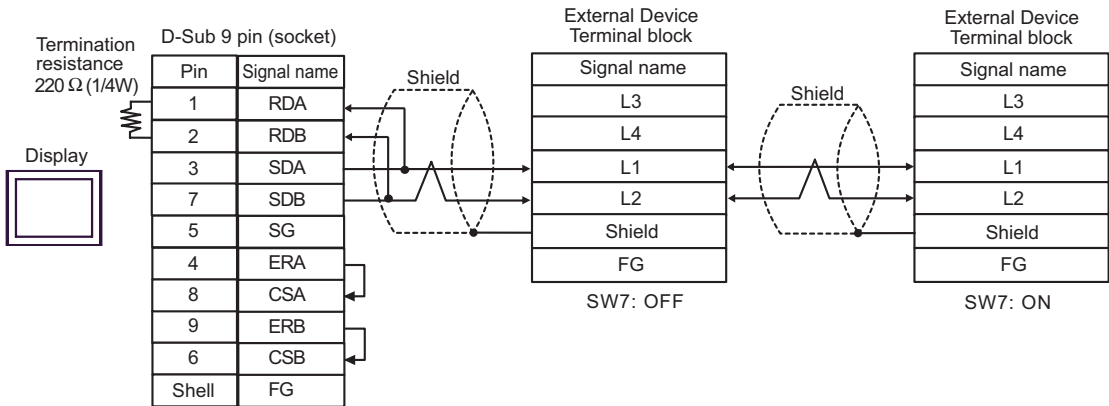 Termination
resistance
220 Ω (1/4W)
Display
D-Sub 9 pin (socket)
Pin Signal name
1 RDA
2 RDB
3 SDA
7 SDB
5 SG
4 ERA
8 CSA
9 ERB
6 CSB
Shell FG
Shield
External Device
Terminal block
Signal name
L3
L4
L1
L2
Shield
FG
SW7: OFF
Shield
External Device
Terminal block
Signal name
L3
L4
L1
L2
Shield
FG
SW7: ON